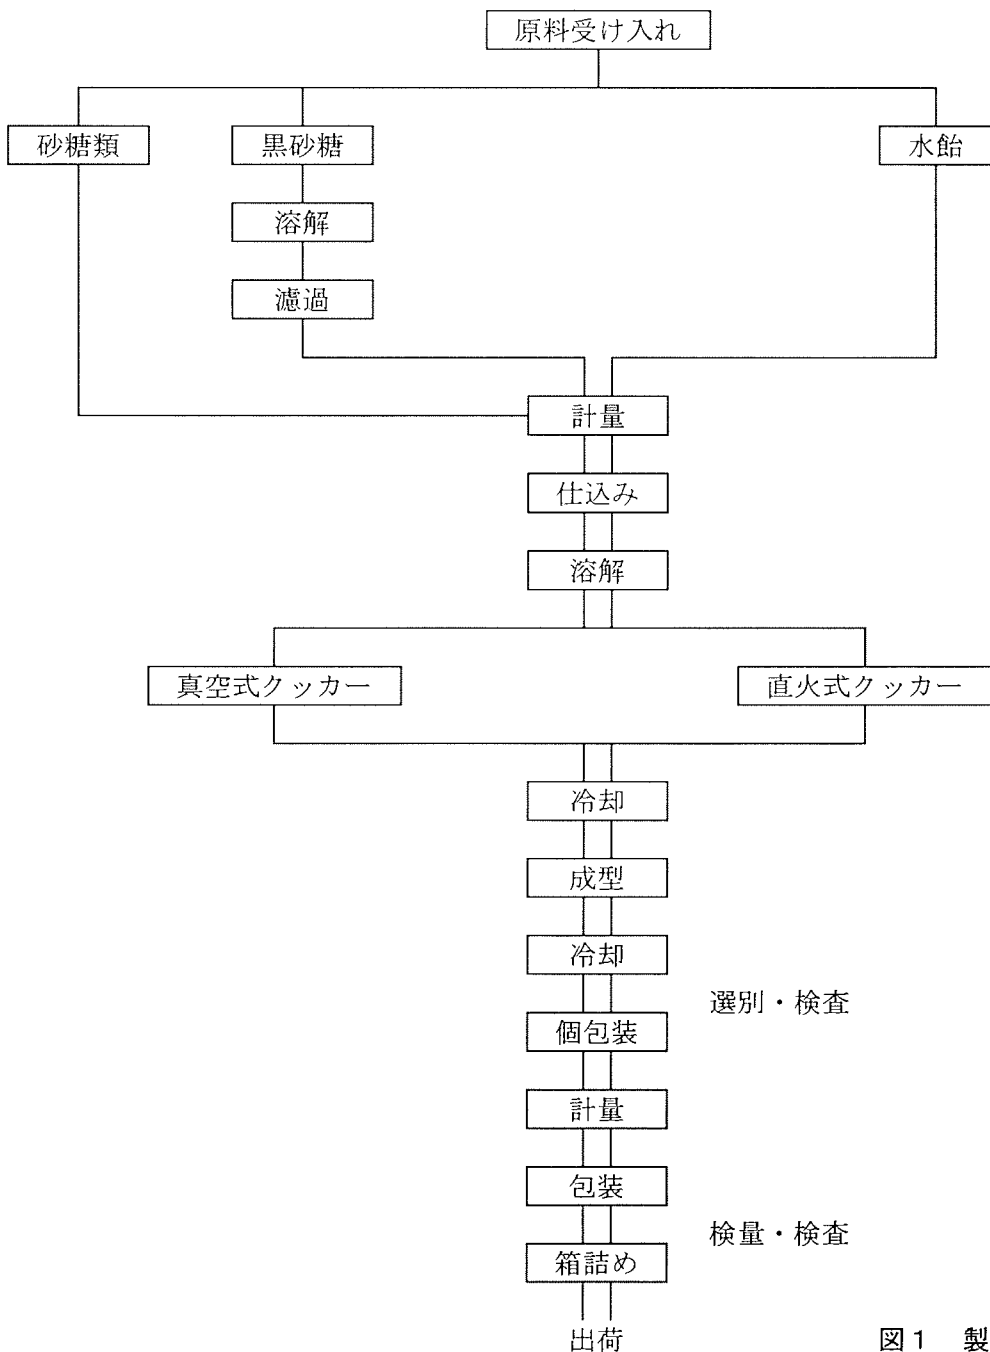 原料受け入れ
砂糖類
黒砂糖
水飴
溶解
濾過
計量
仕込み
溶解
真空式クッカー
直火式クッカー
冷却
成型
冷却
選別・検査
個包装
計量
包装
検量・検査
箱詰め
出荷
図1 製